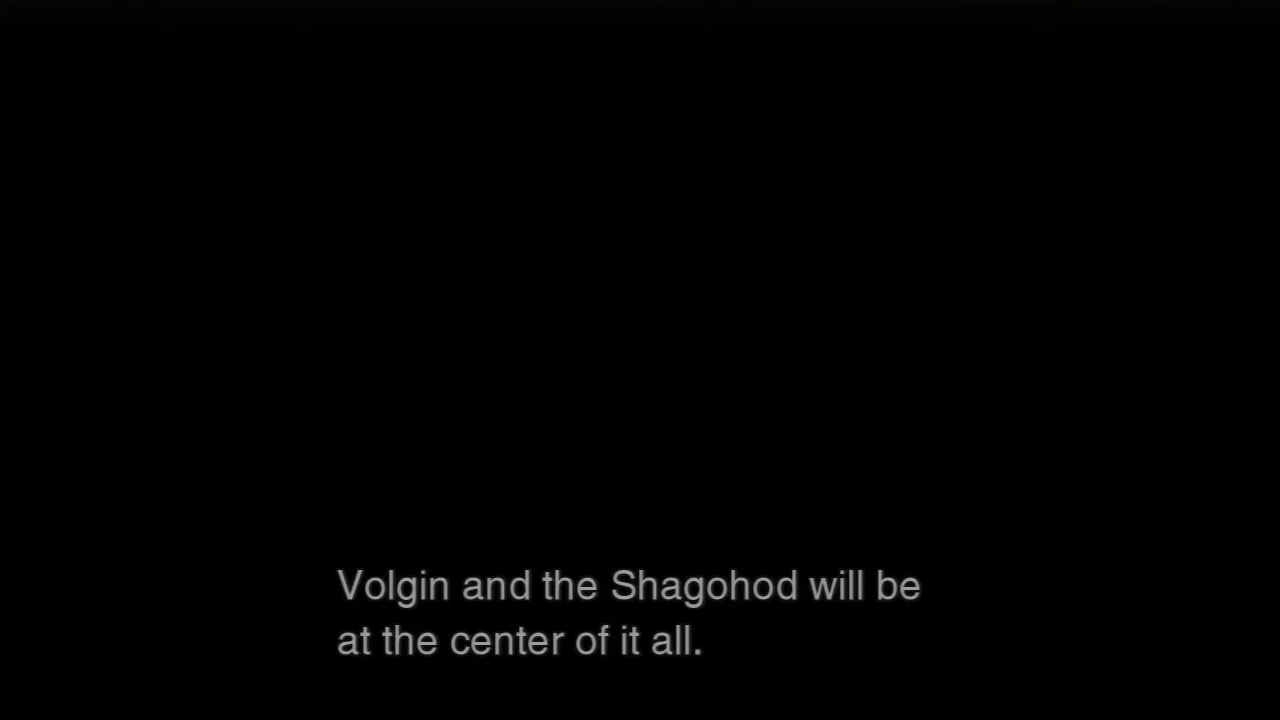 Volgin and the Shagohod will be
at the center of it all.